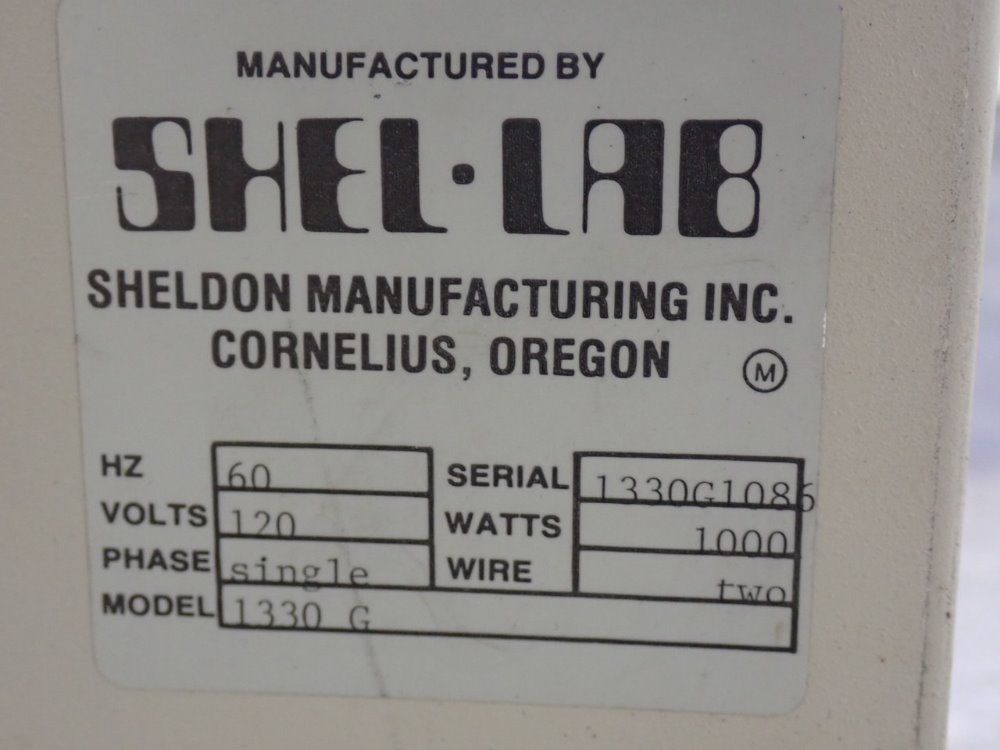 MANUFACTURED BY
SHEL·LAB
SHELDON MANUFACTURING INC.
CORNELIUS, OREGON
M
HZ 60 SERIAL 1330G1086
VOLTS 120 WATTS 1000
PHASE single WIRE two
MODEL 1330 G